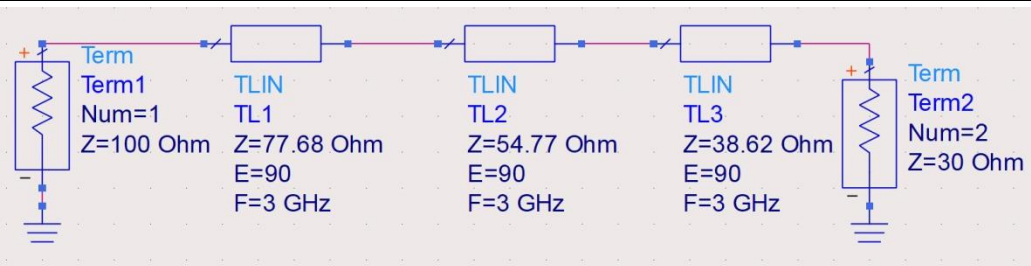 +
Term
Term1
Num=1
Z=100 Ohm
−
TLIN
TL1
Z=77.68 Ohm
E=90
F=3 GHz
TLIN
TL2
Z=54.77 Ohm
E=90
F=3 GHz
TLIN
TL3
Z=38.62 Ohm
E=90
F=3 GHz
+
Term
Term2
Num=2
Z=30 Ohm
−